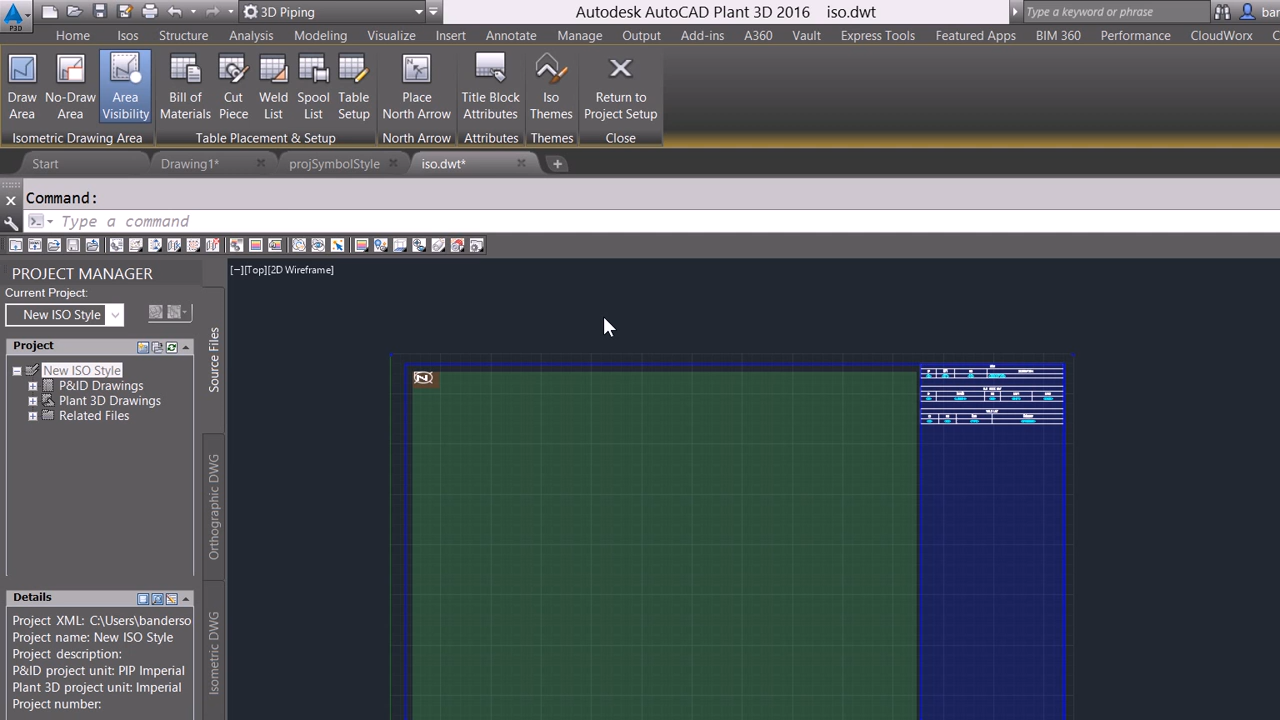 P3D
3D Piping
Autodesk AutoCAD Plant 3D 2016 iso.dwt
Type a keyword or phrase
bar
Home Isos Structure Analysis Modeling Visualize Insert Annotate Manage Output Add-ins A360 Vault Express Tools Featured Apps BIM 360 Performance CloudWorx C
Draw Area
No-Draw Area
Area Visibility
Bill of Materials
Cut Piece
Weld List
Spool List
Table Setup
Place North Arrow
Title Block Attributes
Iso Themes
Return to Project Setup
Isometric Drawing Area Table Placement & Setup North Arrow Attributes Themes Close
Start Drawing1* projSymbolStyle iso.dwt*
Command:
Type a command
PROJECT MANAGER
[−][Top][2D Wireframe]
Current Project:
New ISO Style
Project
New ISO Style
P&ID Drawings
Plant 3D Drawings
Related Files
Source Files
Orthographic DWG
Isometric DWG
N
Details
Project XML: C:\Users\banderso
Project name: New ISO Style
Project description:
P&ID project unit: PIP Imperial
Plant 3D project unit: Imperial
Project number: